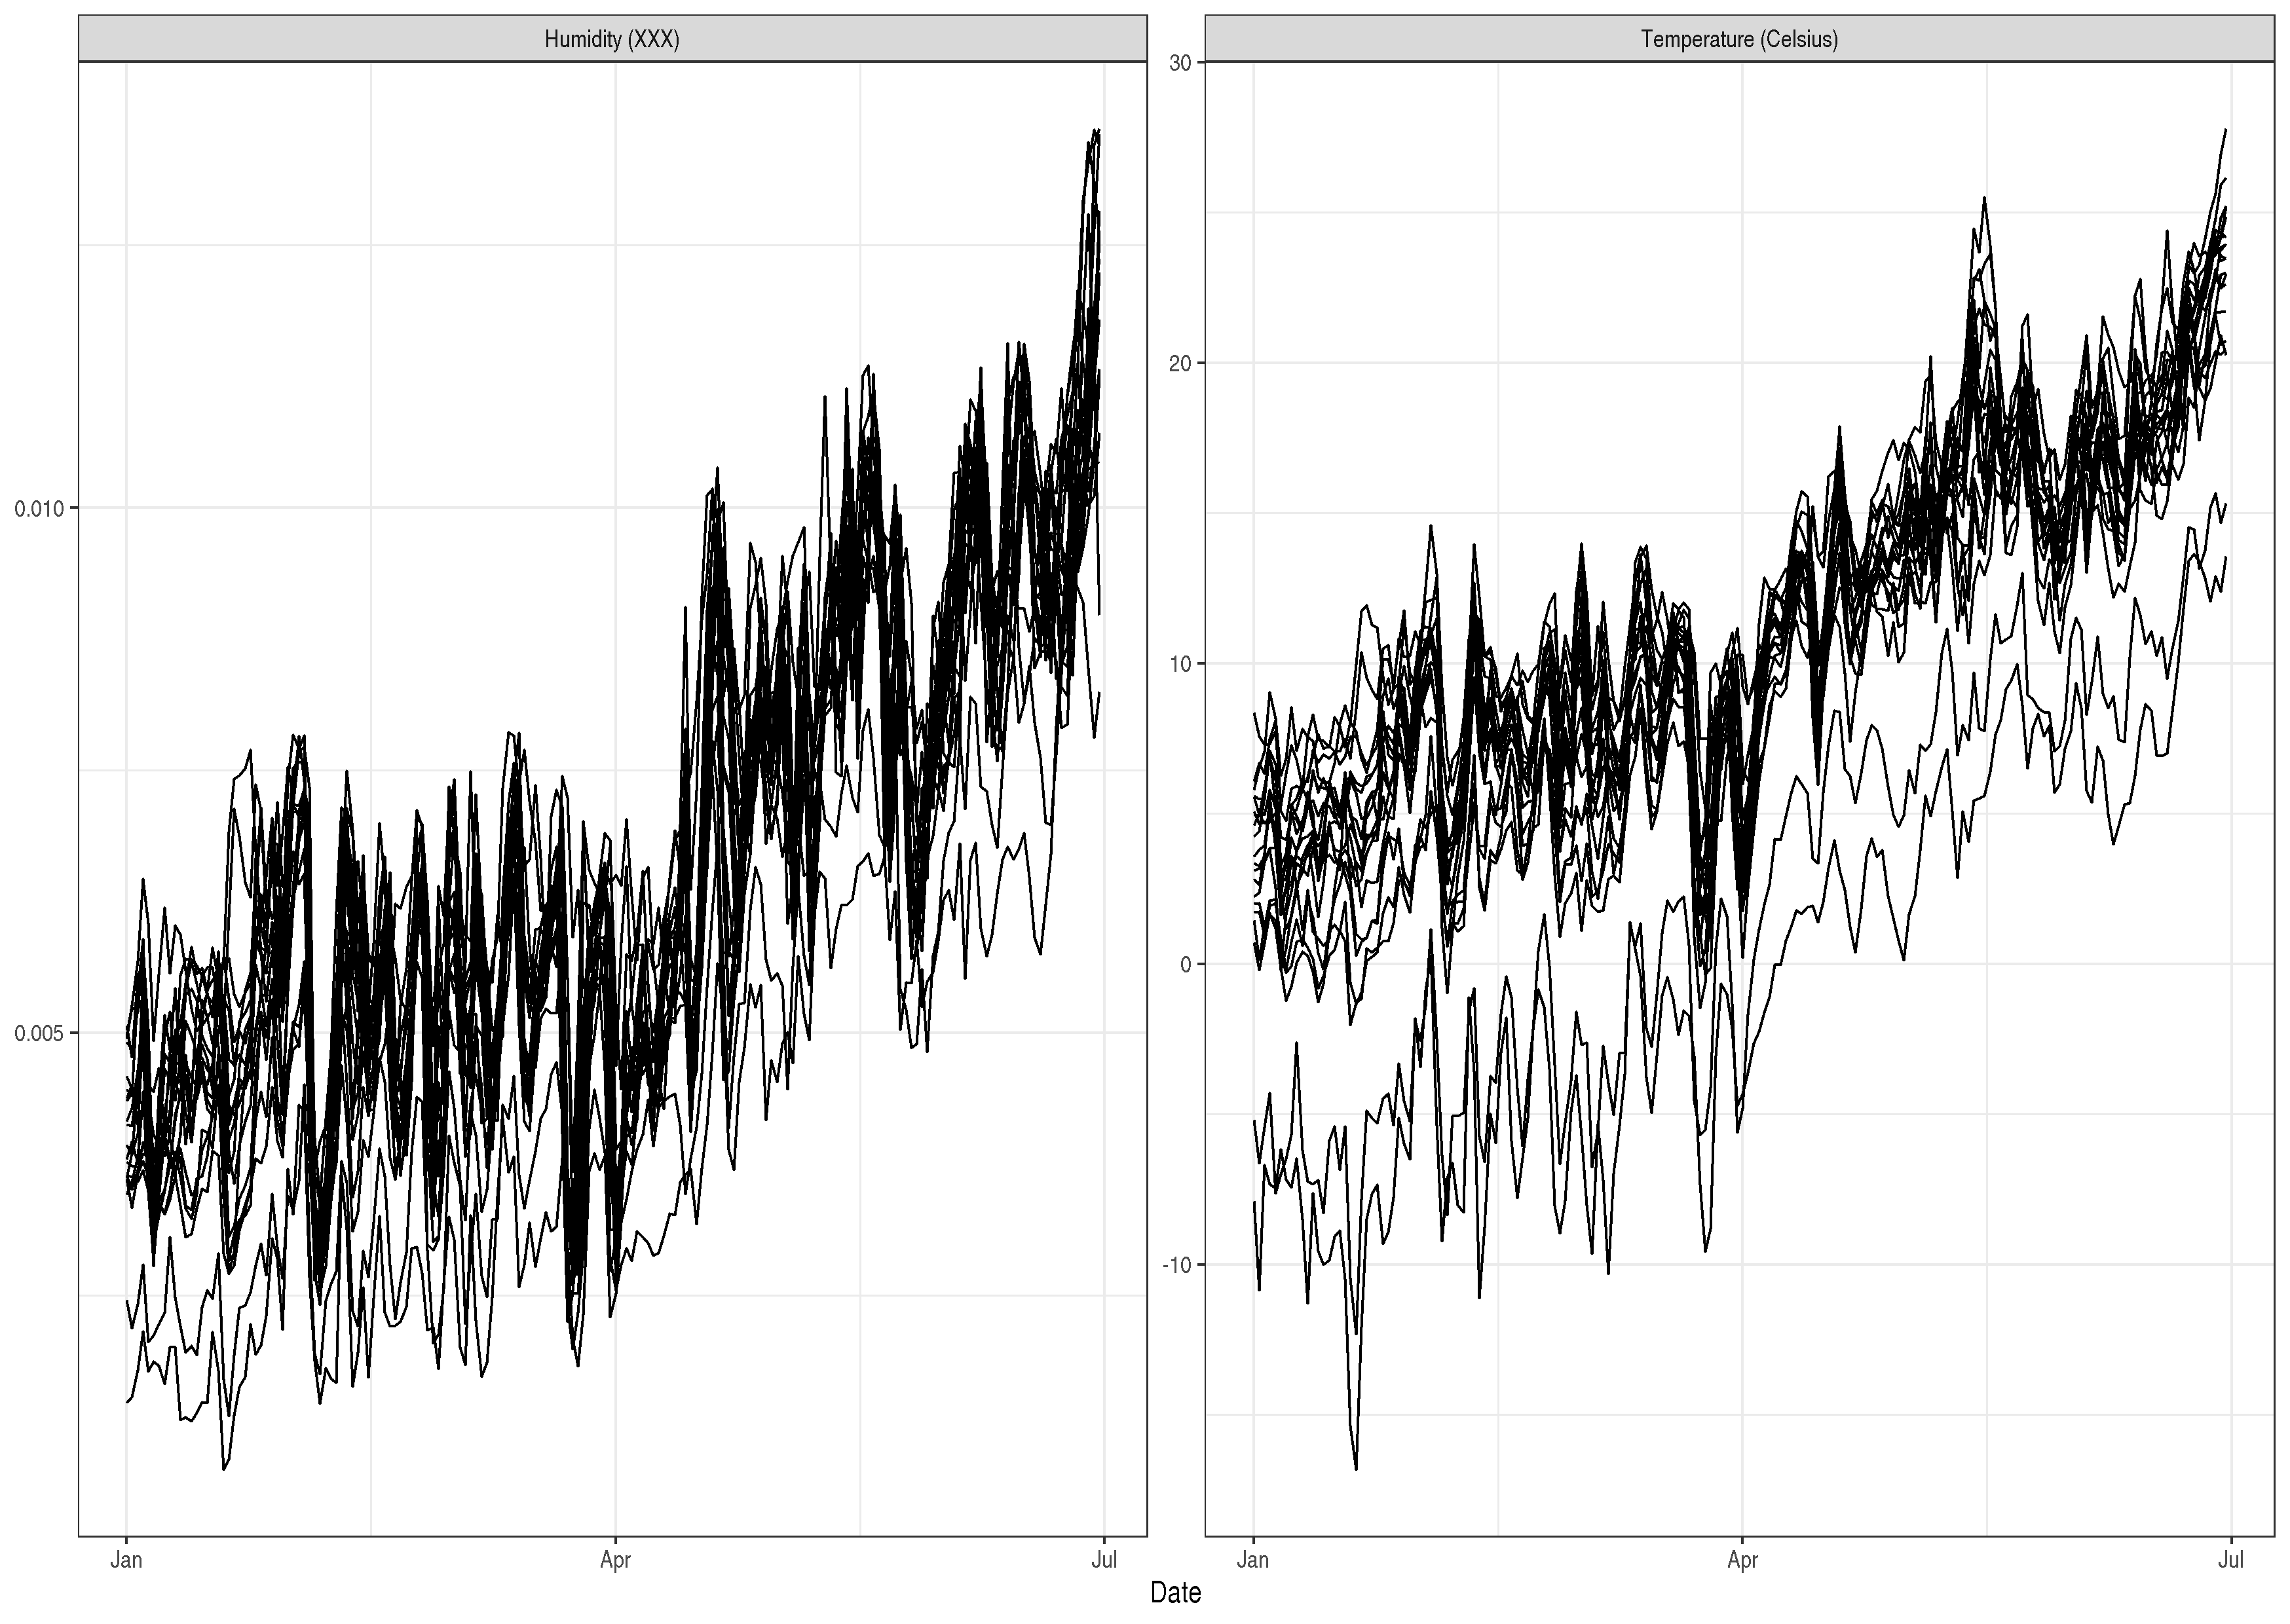 Humidity (XXX)
Temperature (Celsius)
0.010
0.005
30
20
10
0
-10
Jan
Apr
Jul
Jan
Apr
Jul
Date